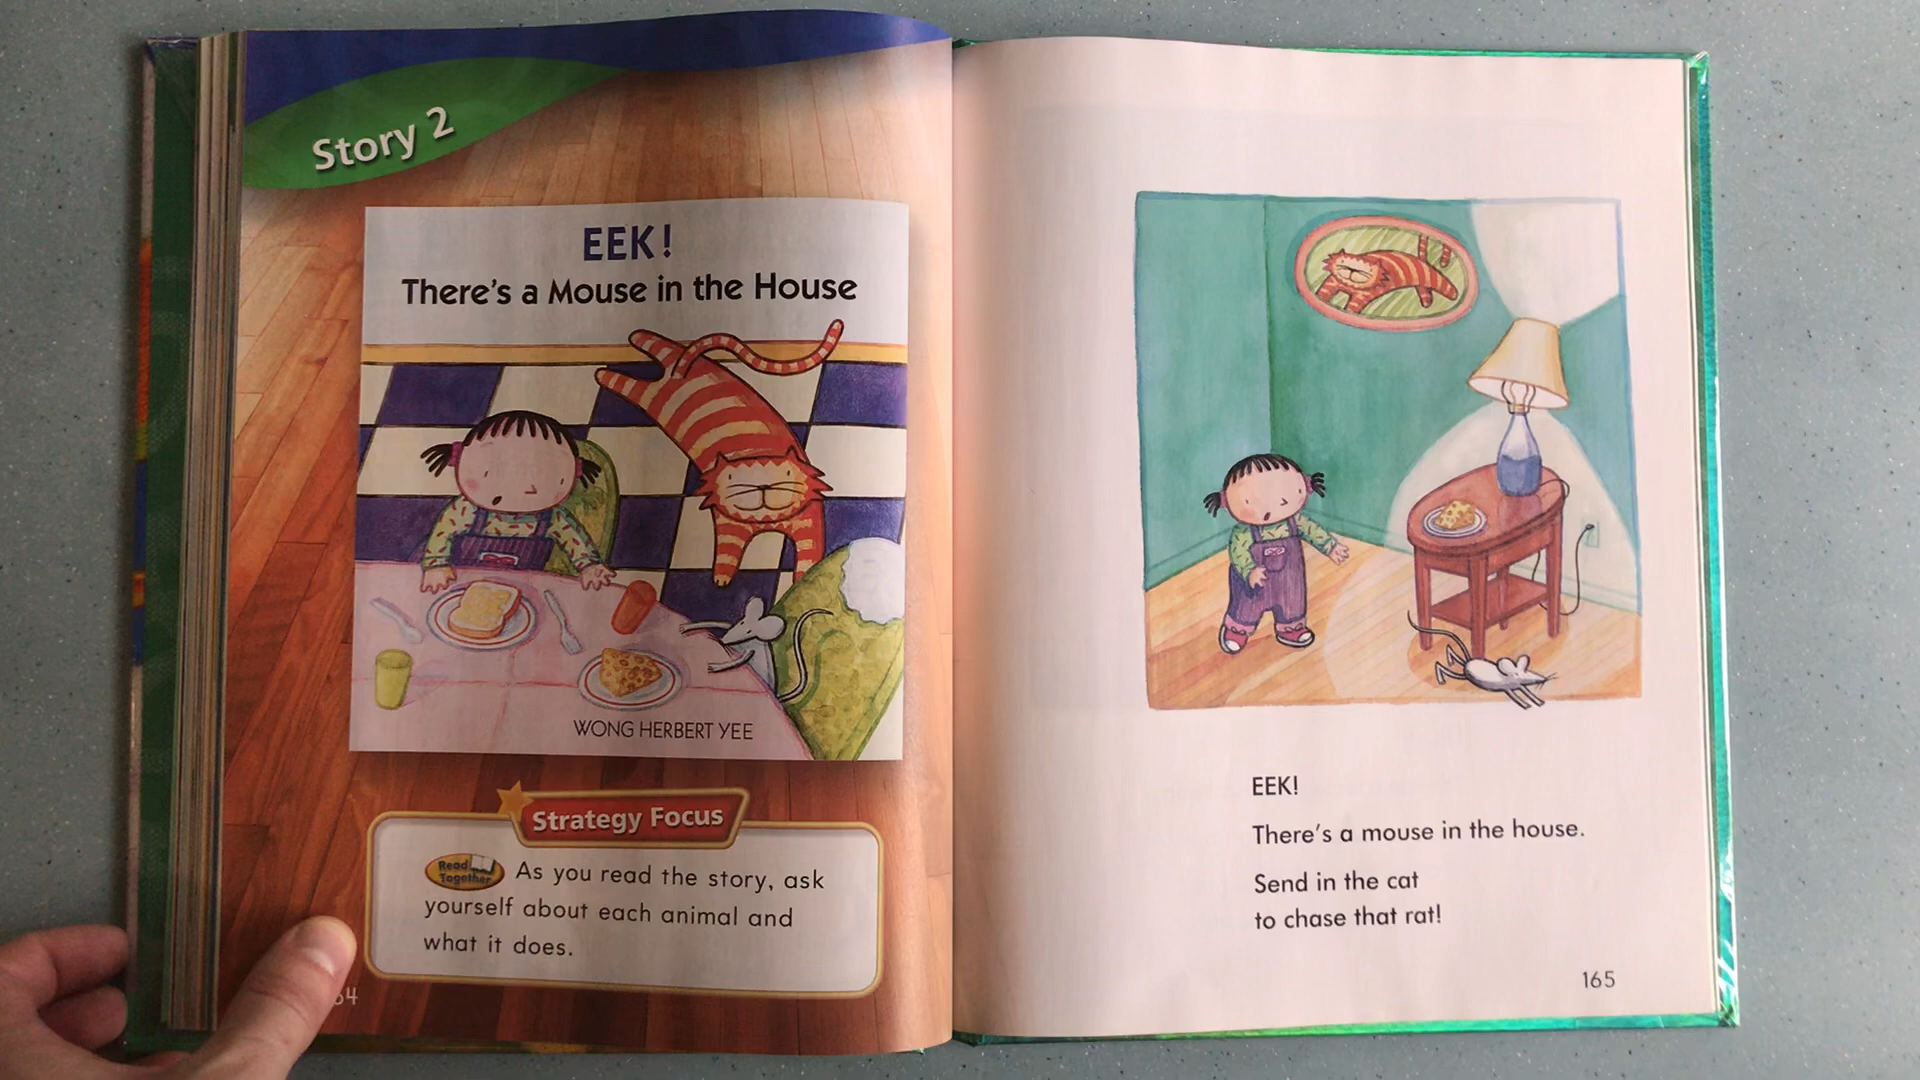 Story 2
EEK!
There's a Mouse in the House
WONG HERBERT YEE
Strategy Focus
Read Together As you read the story, ask
yourself about each animal and
what it does.
EEK!
There's a mouse in the house.
Send in the cat
to chase that rat!
165